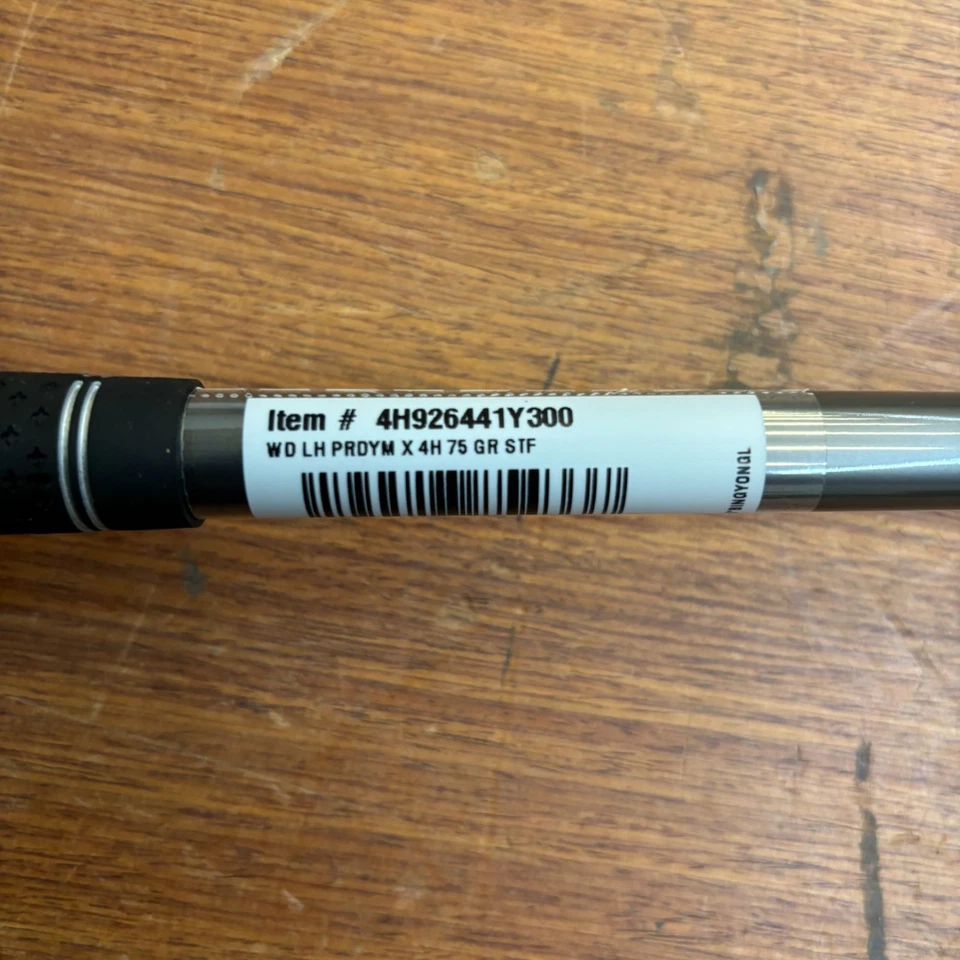 Item # 4H926441Y300
WD LH PRDYM X 4H 75 GR STF